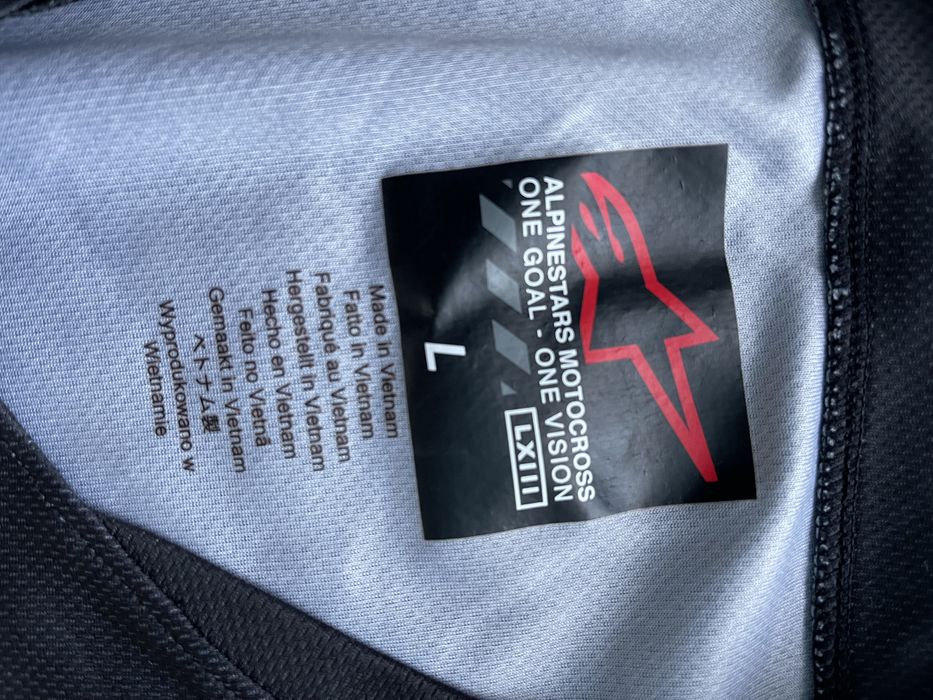 ALPINESTARS MOTOCROSS
ONE GOAL - ONE VISION
LXIII
L
Made in Vietnam
Fatto in Vietnam
Fabriqué au Vietnam
Hergestellt in Vietnam
Hecho en Vietnam
Feito no Vietnã
Gemaakt in Vietnam
ベトナム製
Wyprodukowano w
Wietnamie